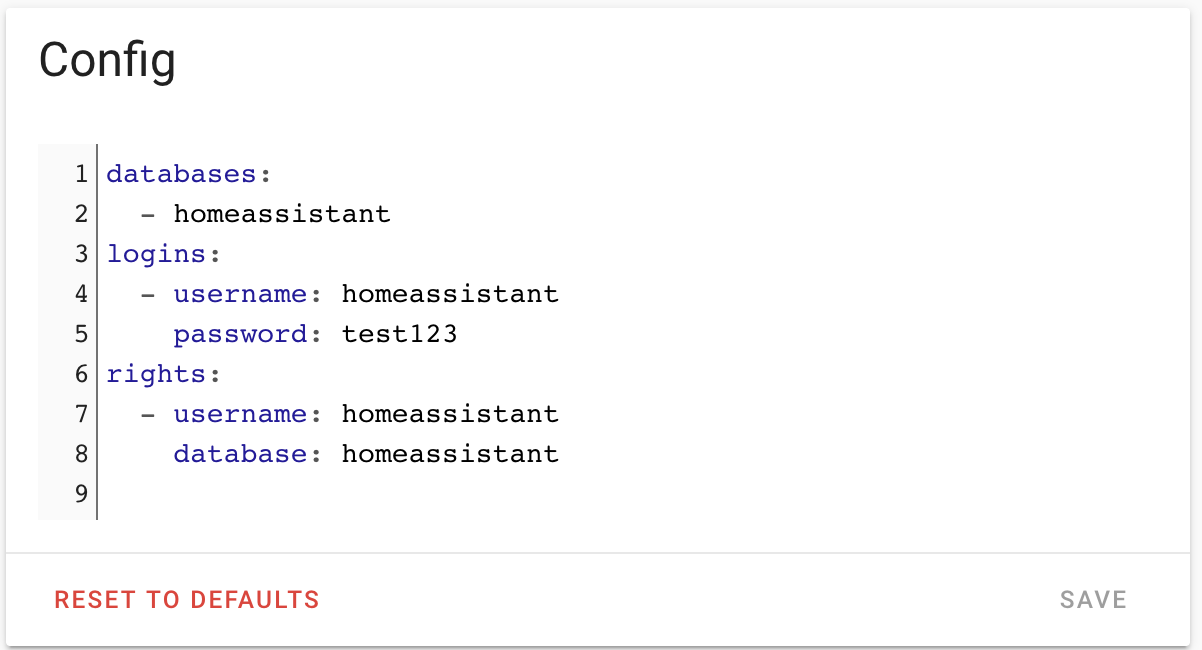 Config
1 databases:
2   - homeassistant
3 logins:
4   - username: homeassistant
5     password: test123
6 rights:
7   - username: homeassistant
8     database: homeassistant
9
RESET TO DEFAULTS SAVE